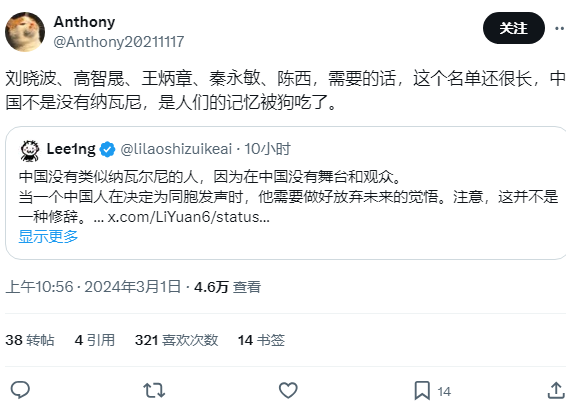 Anthony
@Anthony20211117
关注
刘晓波、高智晟、王炳章、秦永敏、陈西，需要的话，这个名单还很长，中
国不是没有纳瓦尼，是人们的记忆被狗吃了。
Lee1ng @lilaoshizuikeai · 10小时
中国没有类似纳瓦尔尼的人，因为在中国没有舞台和观众。
当一个中国人在决定为同胞发声时，他需要做好放弃未来的觉悟。注意，这并不是
一种修辞。... x.com/LiYuan6/status...
显示更多
上午10:56 · 2024年3月1日 · 4.6万 查看
38 转帖 4 引用 321 喜欢次数 14 书签
14